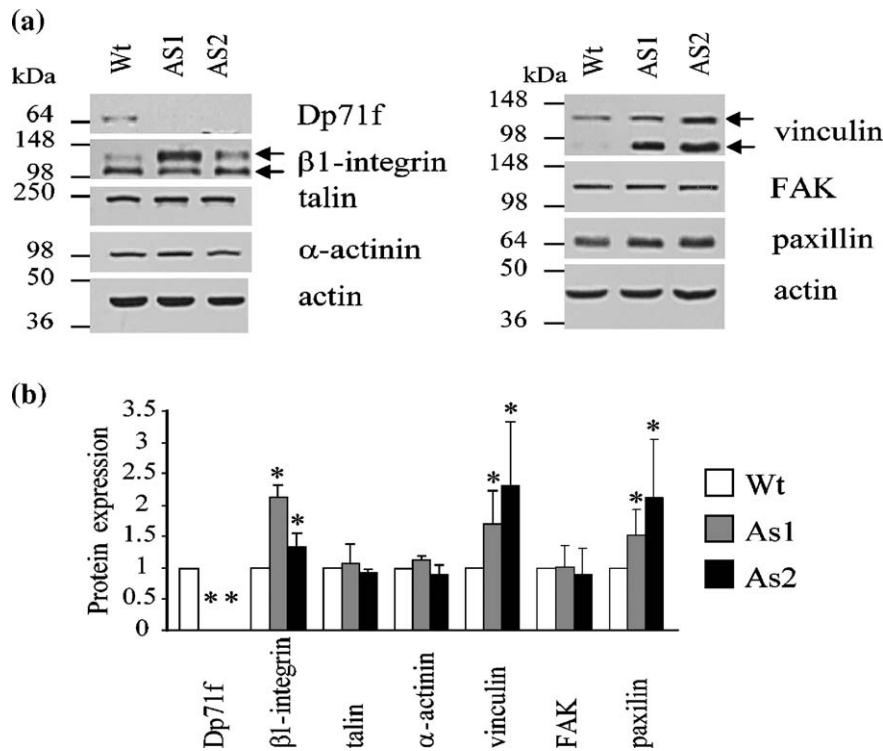 (a)
Wt AS1 AS2
kDa
64 Dp71f
148
98 β1-integrin
250 talin
98 α-actinin
50
36 actin
Wt AS1 AS2
kDa
148
98 vinculin
148
98 FAK
64 paxillin
50
36 actin
(b)
Protein expression
3.5
3
2.5
2
1.5
1
0.5
0
* *
*
*
*
*
*
*
Wt
As1
As2
Dp71f
β1-integrin
talin
α-actinin
vinculin
FAK
paxilin